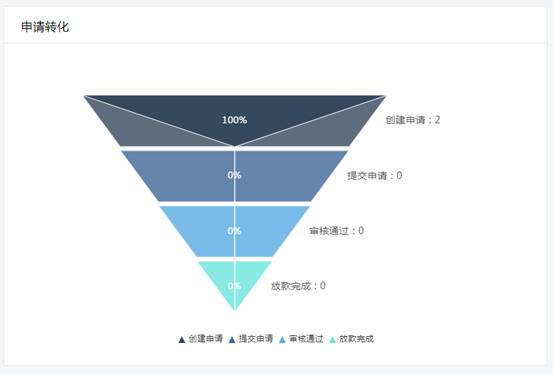 申请转化
100%
创建申请：2
0%
提交申请：0
0%
审核通过：0
0%
放款完成：0
创建申请 提交申请 审核通过 放款完成